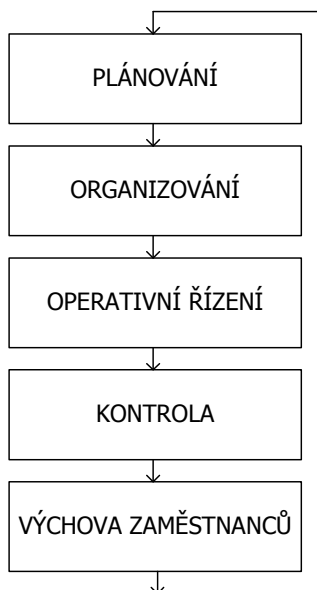 PLÁNOVÁNÍ
ORGANIZOVÁNÍ
OPERATIVNÍ ŘÍZENÍ
KONTROLA
VÝCHOVA ZAMĚSTNANCŮ